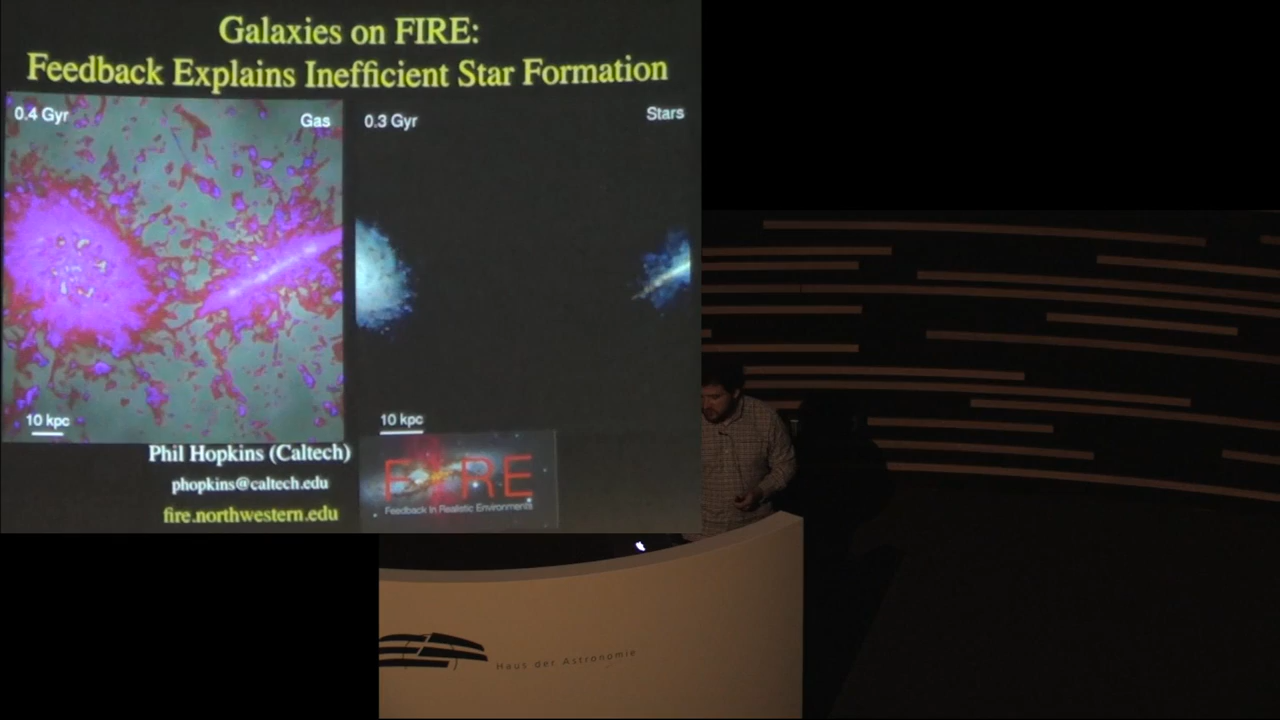 Galaxies on FIRE:
Feedback Explains Inefficient Star Formation
0.4 Gyr
Gas
0.3 Gyr
Stars
10 kpc
10 kpc
Phil Hopkins (Caltech)
phopkins@caltech.edu
fire.northwestern.edu
FIRE
Feedback In Realistic Environments
Haus der Astronomie